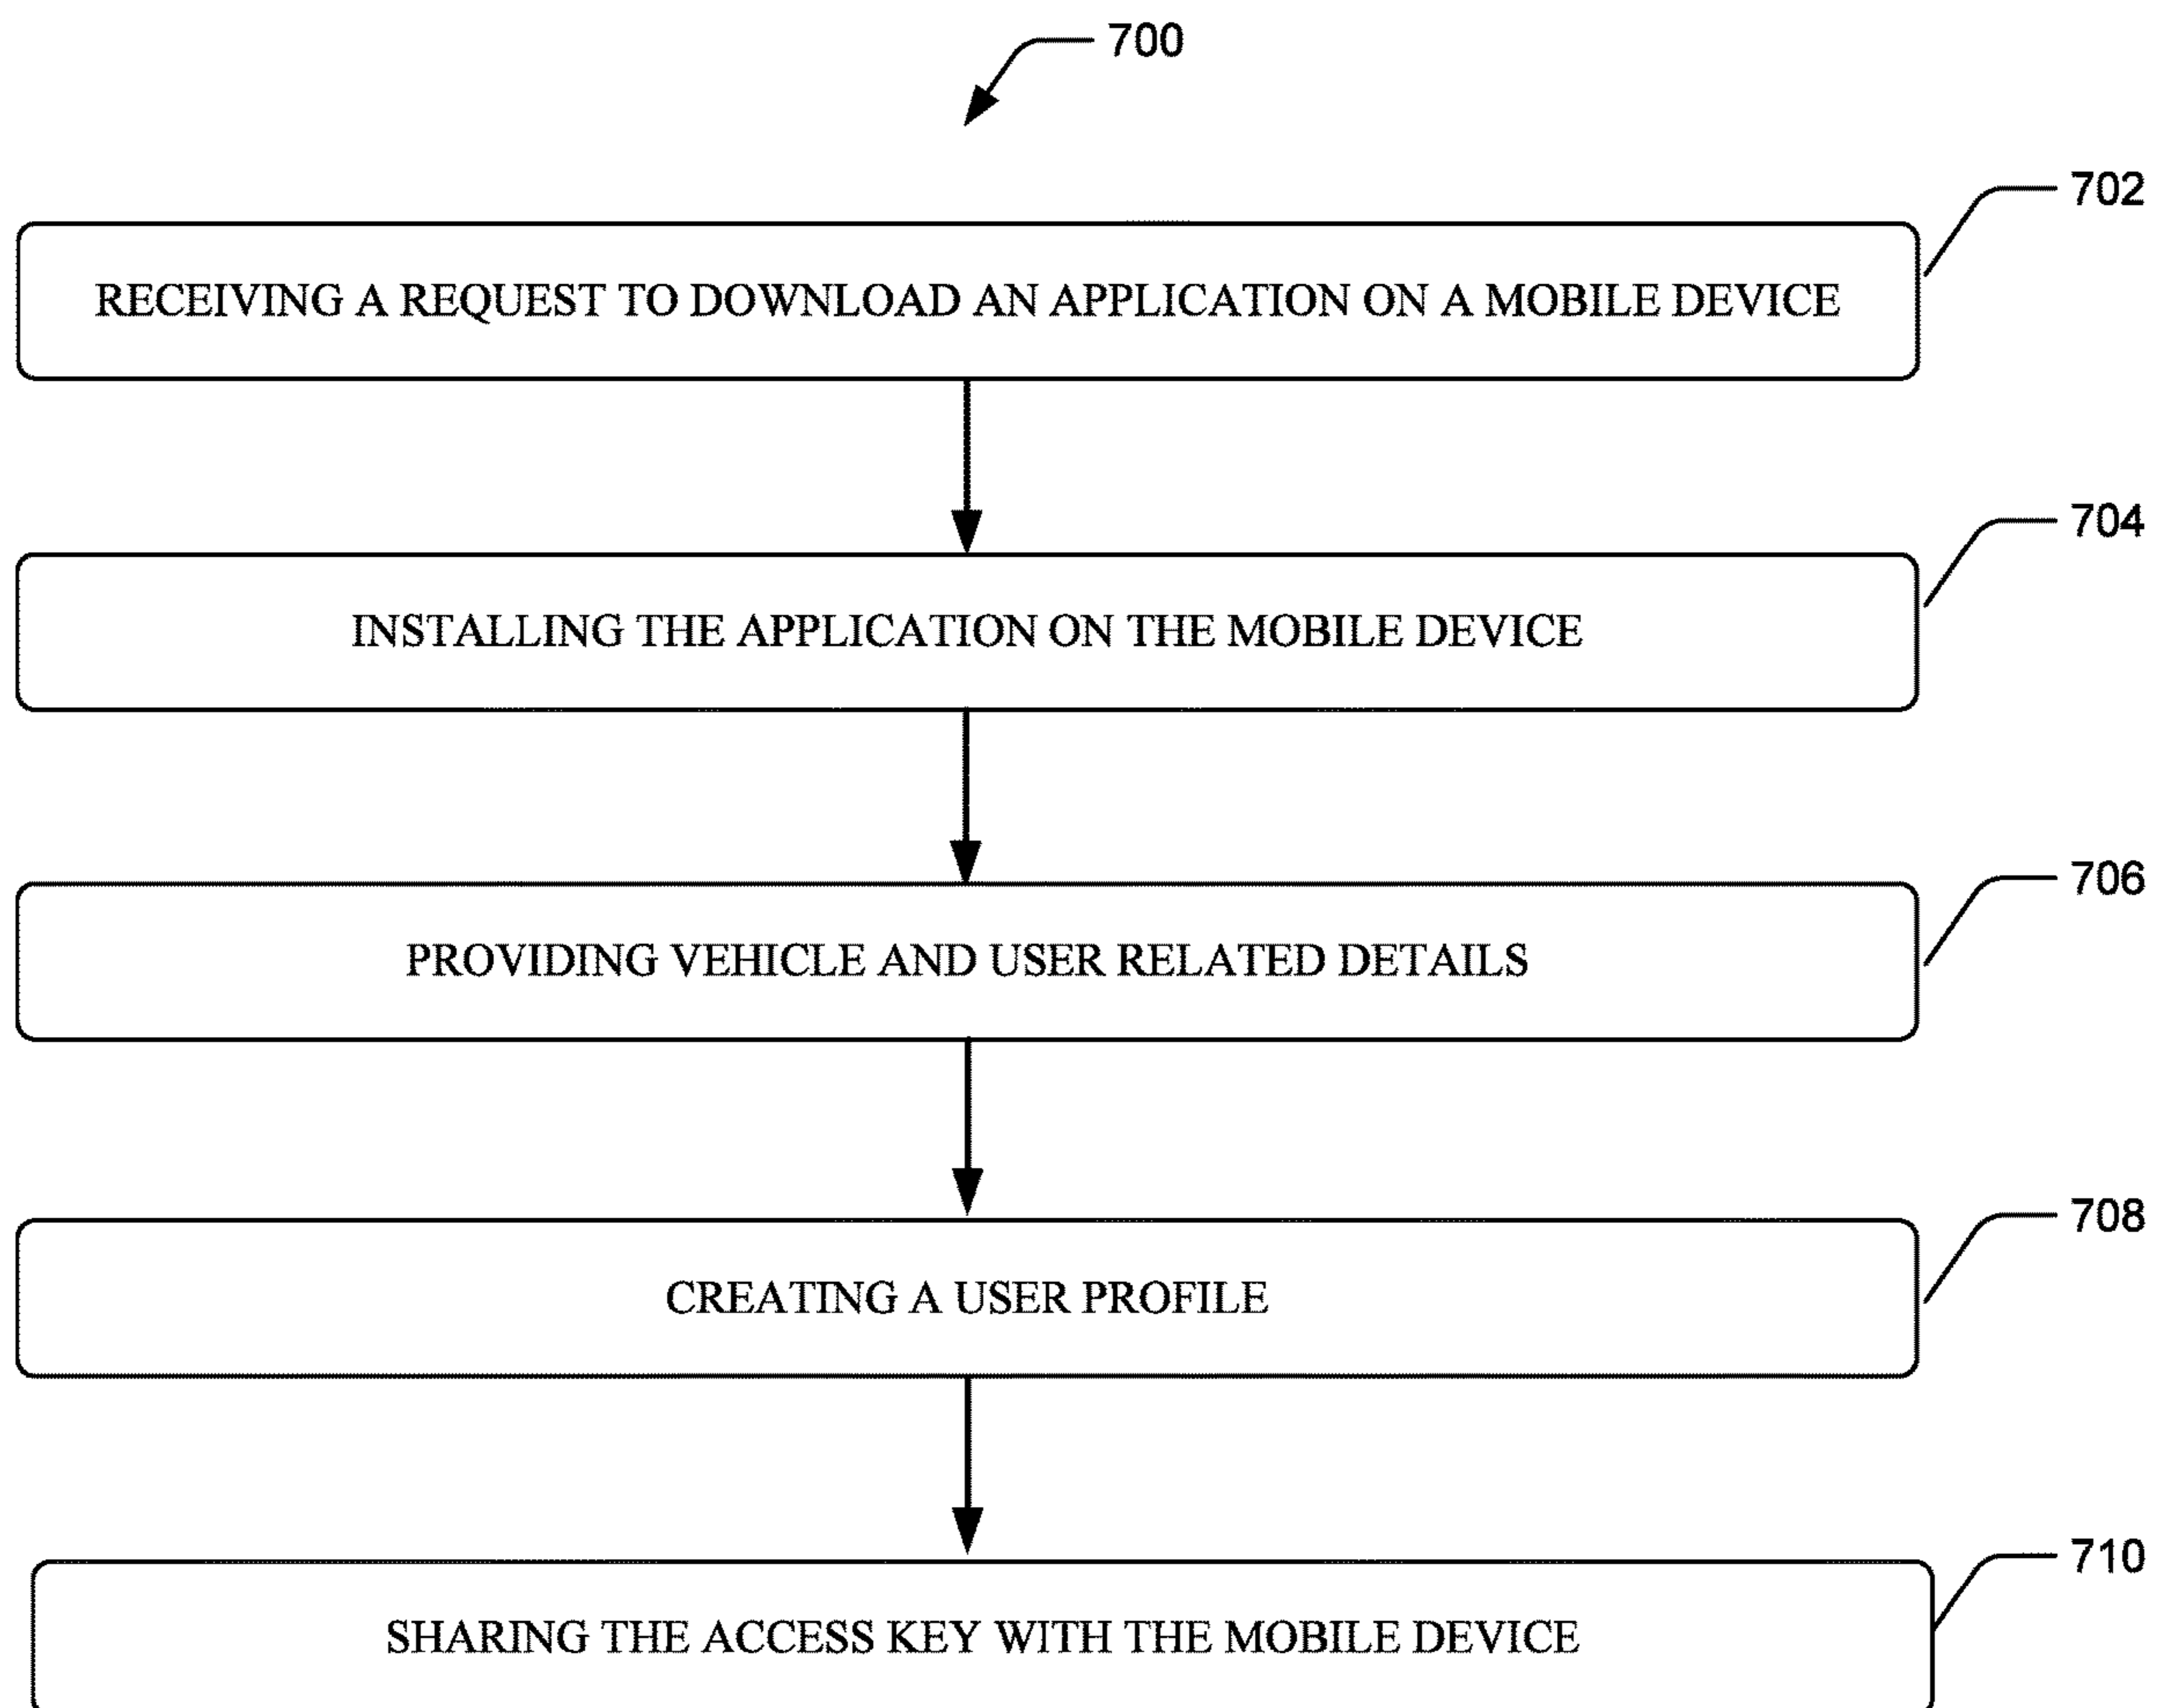 700
702
RECEIVING A REQUEST TO DOWNLOAD AN APPLICATION ON A MOBILE DEVICE
704
INSTALLING THE APPLICATION ON THE MOBILE DEVICE
706
PROVIDING VEHICLE AND USER RELATED DETAILS
708
CREATING A USER PROFILE
710
SHARING THE ACCESS KEY WITH THE MOBILE DEVICE